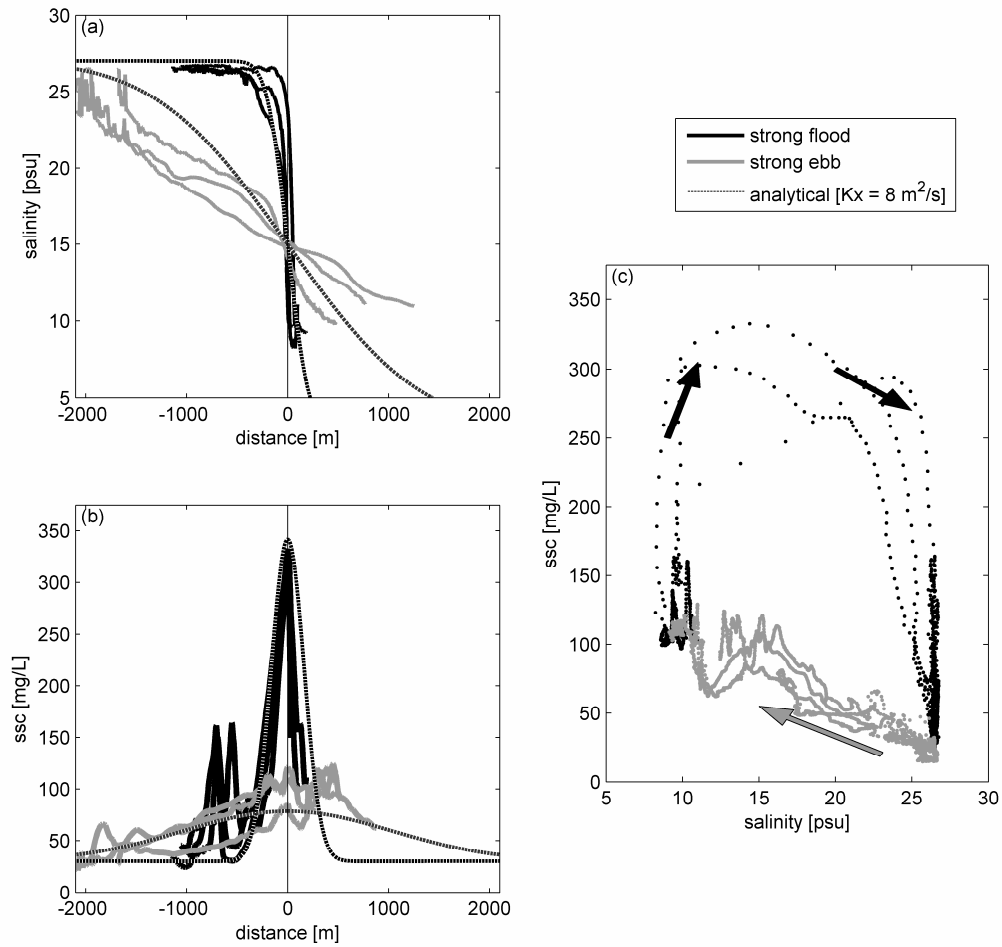 (a)
30
25
20
15
10
5
salinity [psu]
-2000 -1000 0 1000 2000
distance [m]
strong flood
strong ebb
analytical [Kx = 8 m²/s]
(b)
350
300
250
200
150
100
50
0
ssc [mg/L]
-2000 -1000 0 1000 2000
distance [m]
(c)
350
300
250
200
150
100
50
0
ssc [mg/L]
5 10 15 20 25 30
salinity [psu]